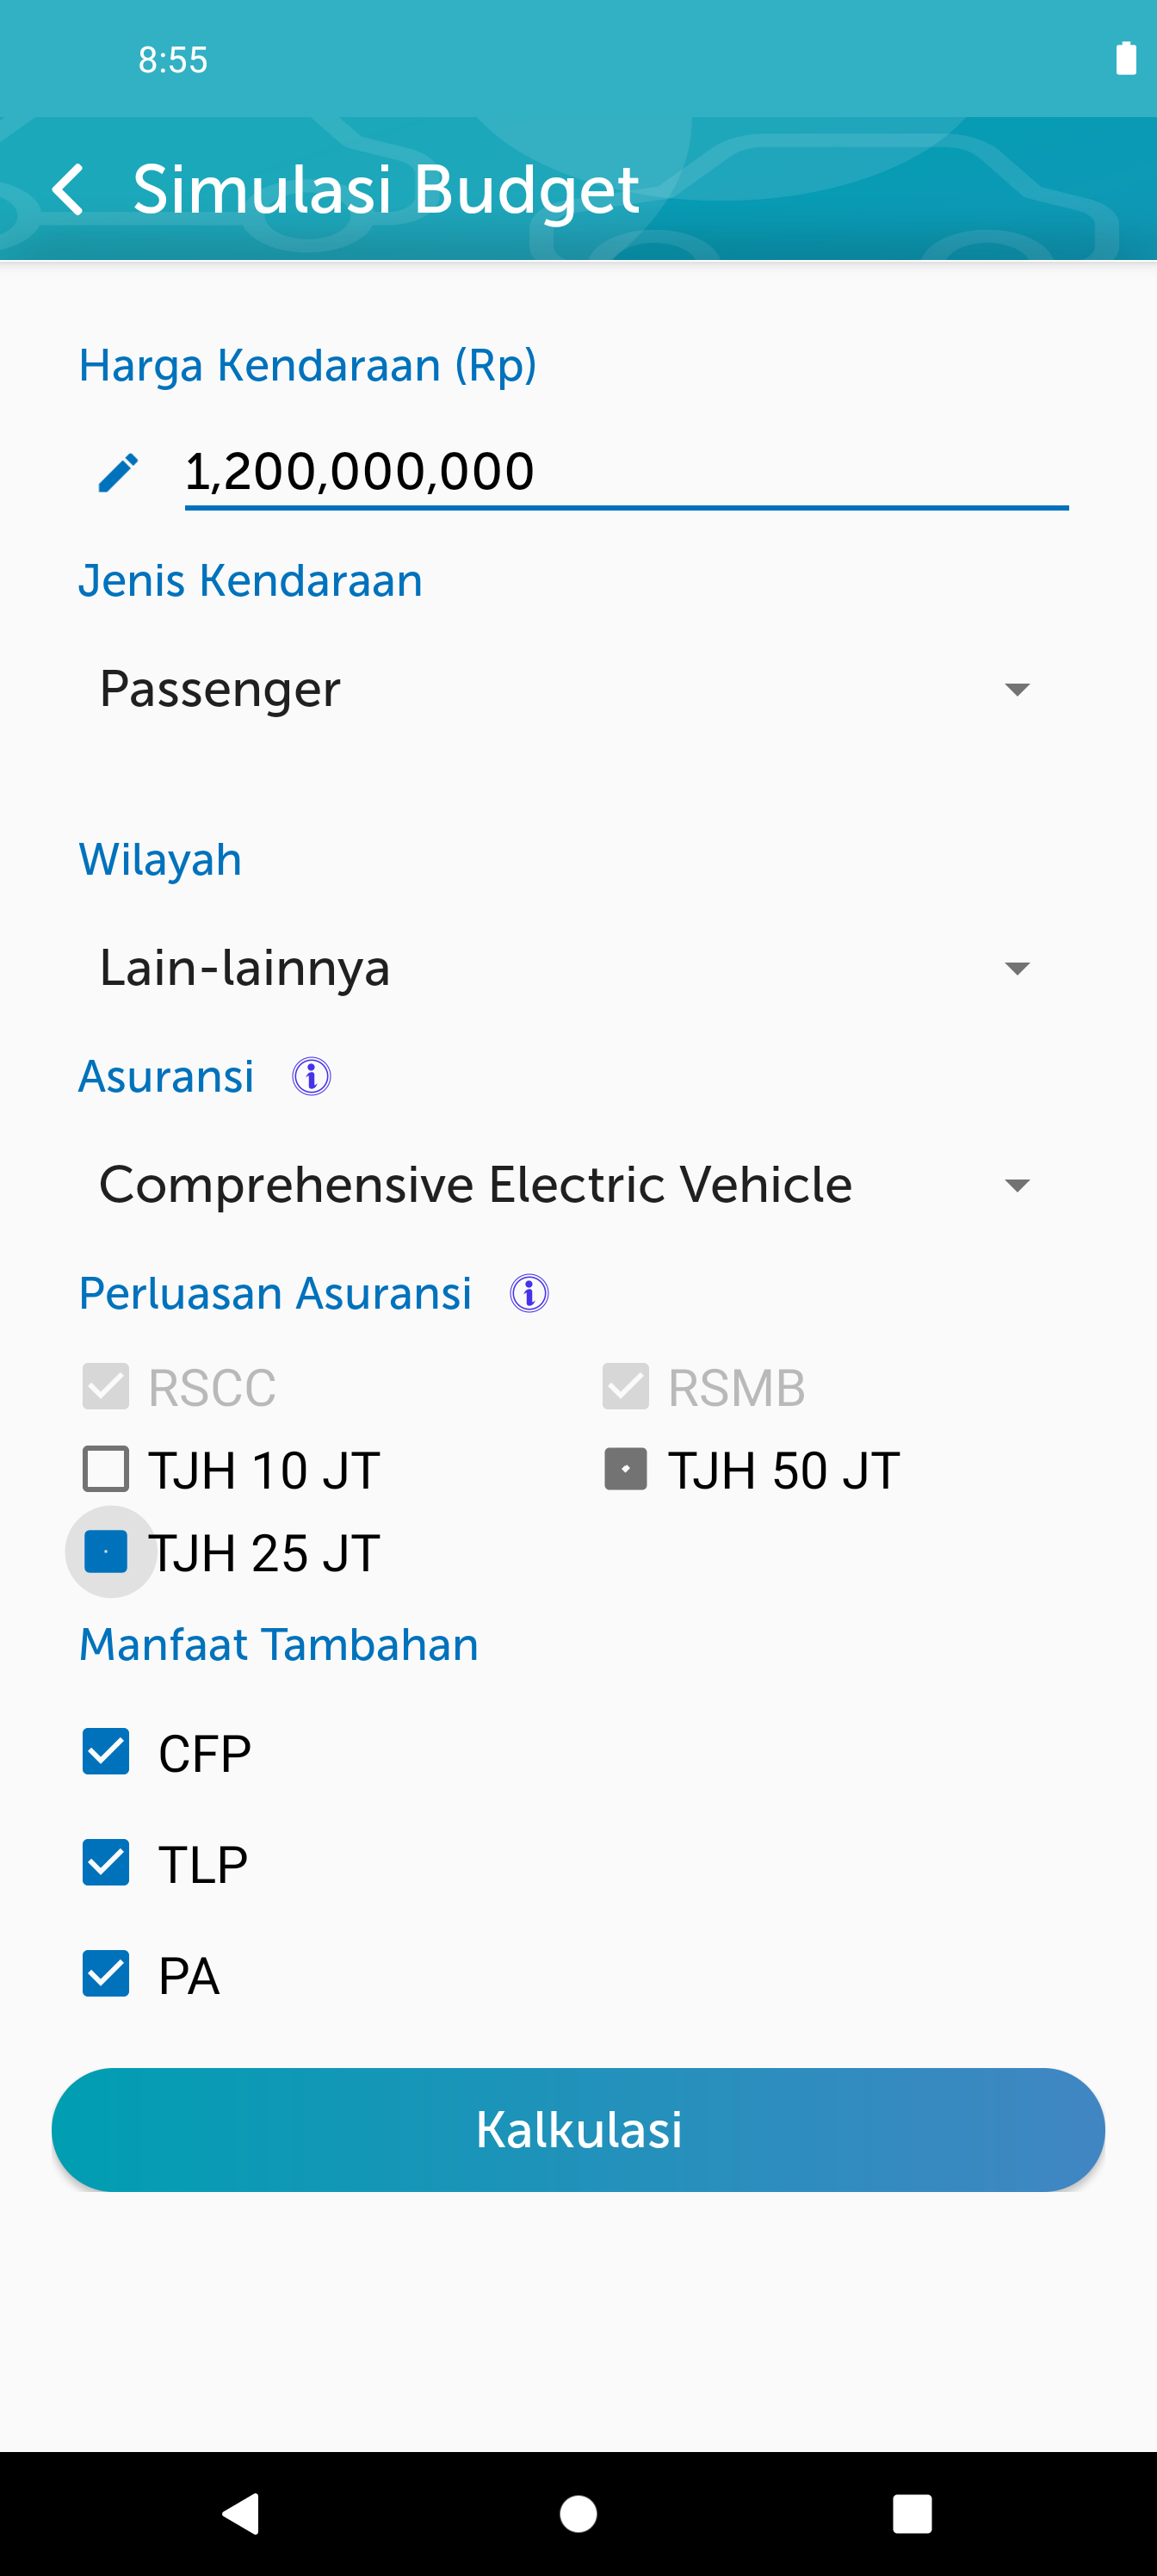 8:55
Simulasi Budget
Harga Kendaraan (Rp)
1,200,000,000
Jenis Kendaraan
Passenger
Wilayah
Lain-lainnya
Asuransi
Comprehensive Electric Vehicle
Perluasan Asuransi
RSCC RSMB
TJH 10 JT TJH 50 JT
TJH 25 JT
Manfaat Tambahan
CFP
TLP
PA
Kalkulasi